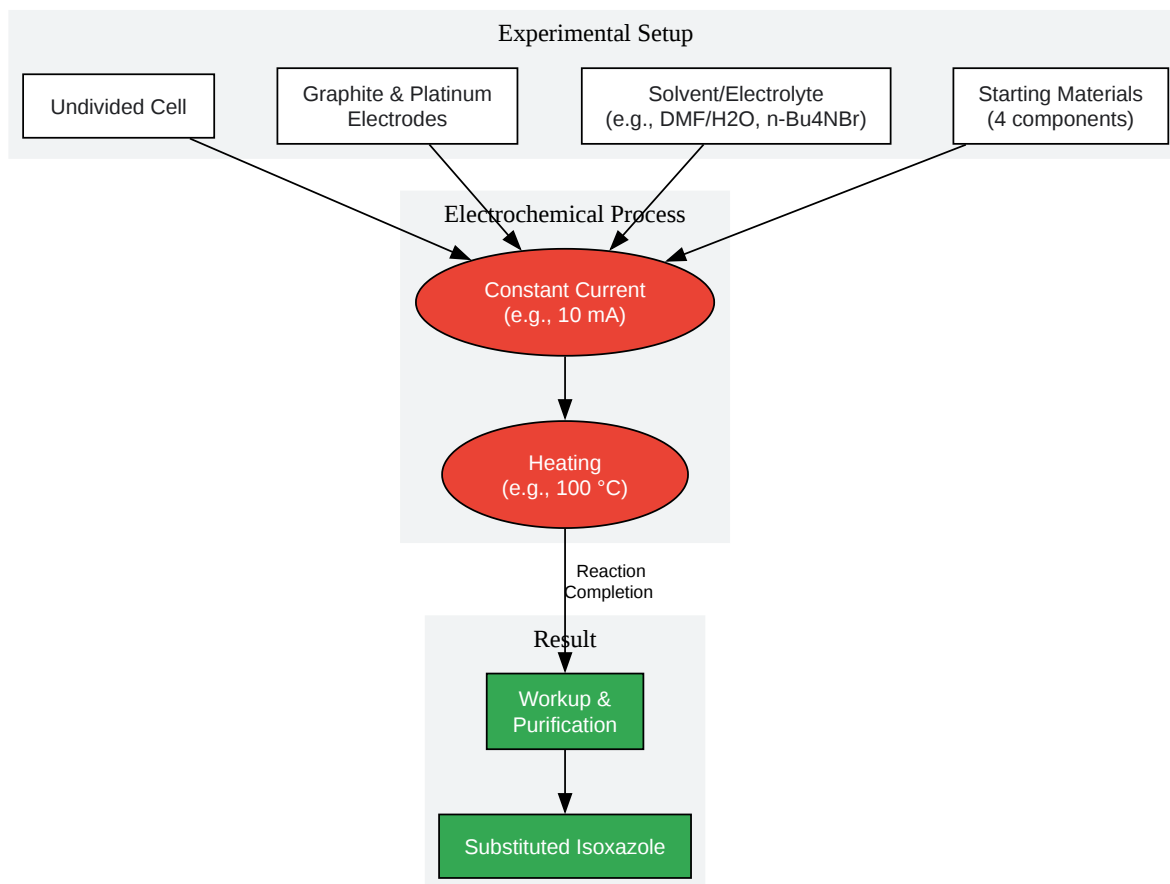 Experimental Setup
Undivided Cell
Graphite & Platinum
Electrodes
Solvent/Electrolyte
(e.g., DMF/H2O, n-Bu4NBr)
Starting Materials
(4 components)
Electrochemical Process
Constant Current
(e.g., 10 mA)
Heating
(e.g., 100 °C)
Reaction
Completion
Result
Workup &
Purification
Substituted Isoxazole